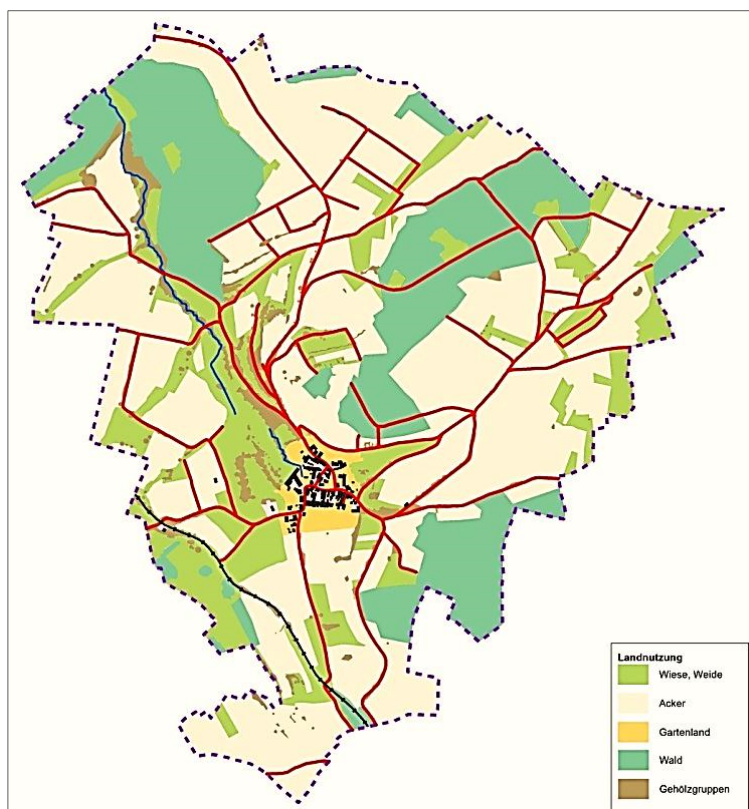 Landnutzung
Wiese, Weide
Acker
Gartenland
Wald
Gehölzgruppen